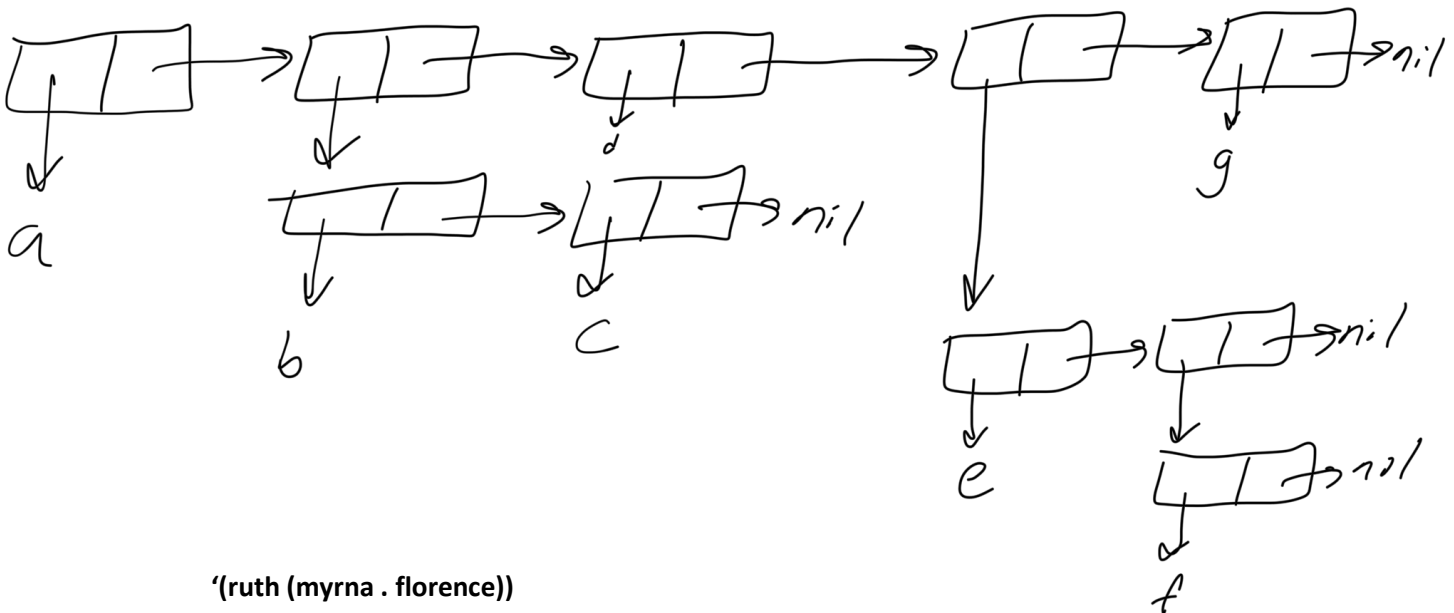 nil
d
g
a
nil
b
c
nil
e
nil
f
‘(ruth (myrna . florence))